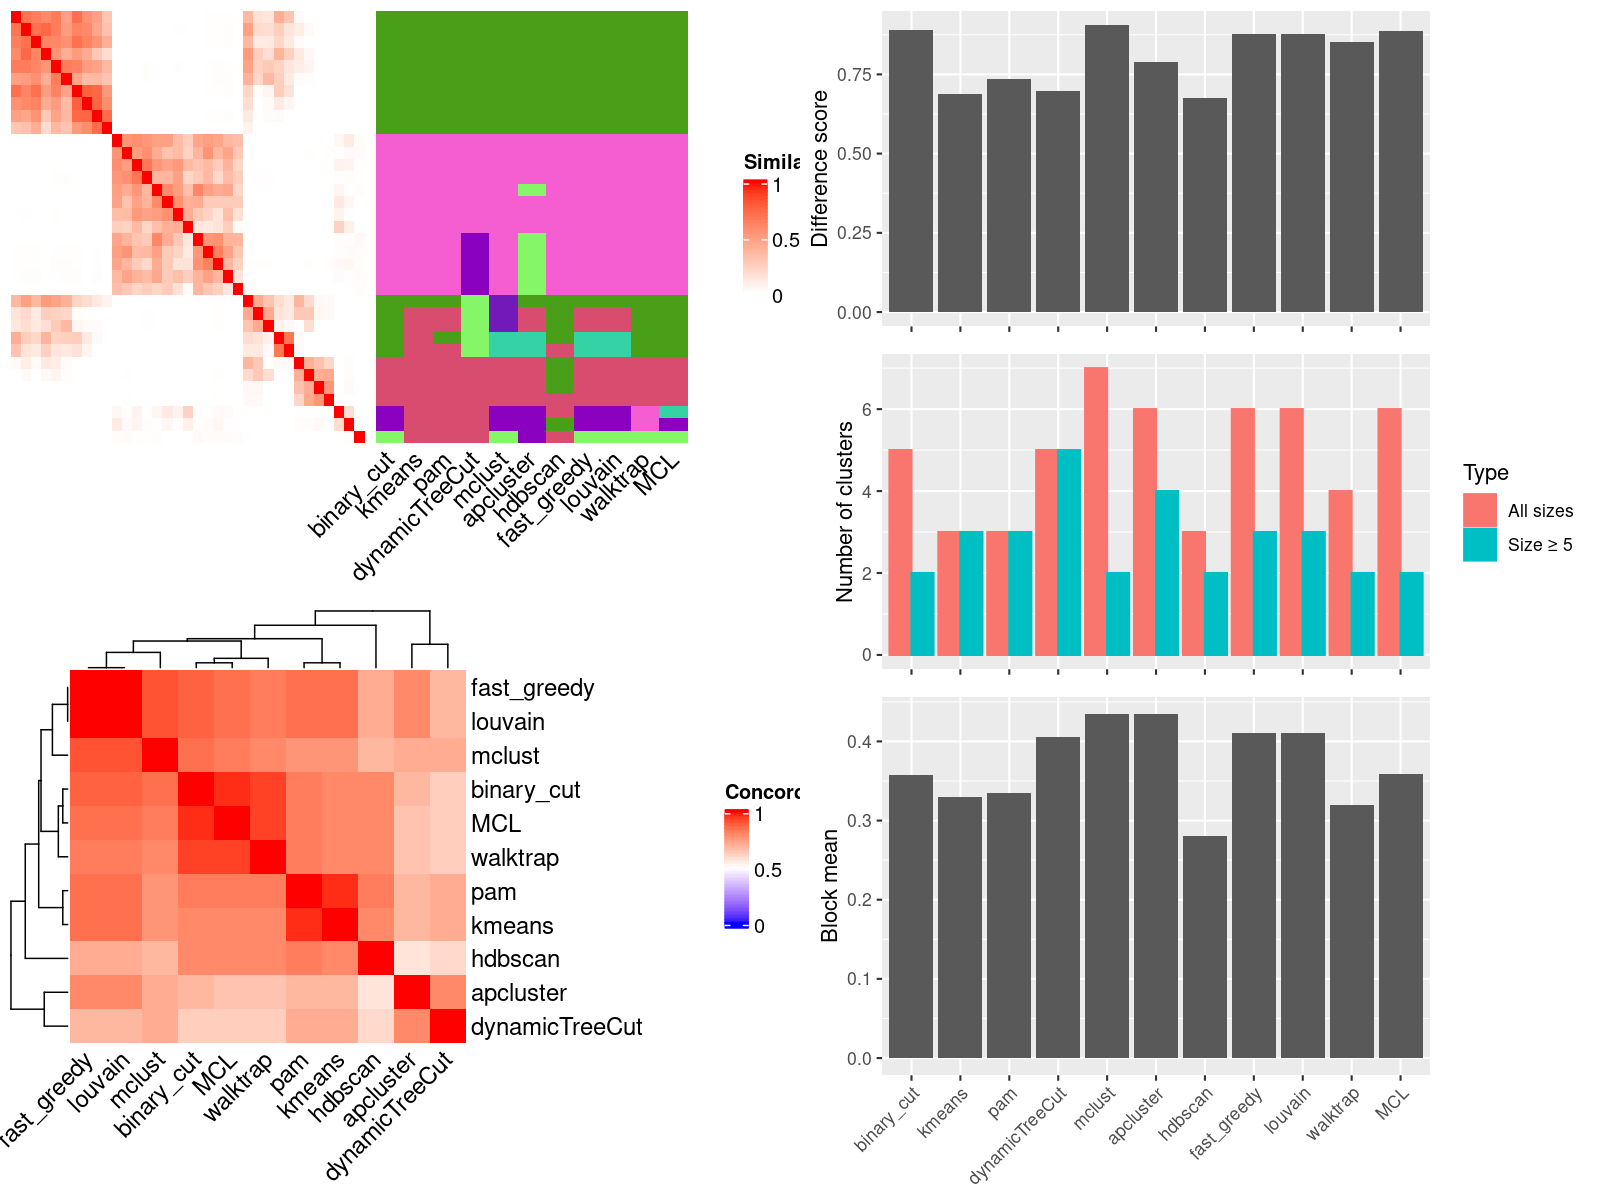 Simila
1
0.5
0
binary_cut
kmeans
pam
dynamicTreeCut
mclust
apcluster
hdbscan
fast_greedy
louvain
walktrap
MCL
fast_greedy
louvain
mclust
binary_cut
MCL
walktrap
pam
kmeans
hdbscan
apcluster
dynamicTreeCut
fast_greedy
louvain
mclust
binary_cut
MCL
walktrap
pam
kmeans
hdbscan
apcluster
dynamicTreeCut
Concord
1
0.5
0
Difference score
0.75
0.50
0.25
0.00
Number of clusters
6
4
2
0
Type
All sizes
Size ≥ 5
Block mean
0.4
0.3
0.2
0.1
0.0
binary_cut
kmeans
pam
dynamicTreeCut
mclust
apcluster
hdbscan
fast_greedy
louvain
walktrap
MCL